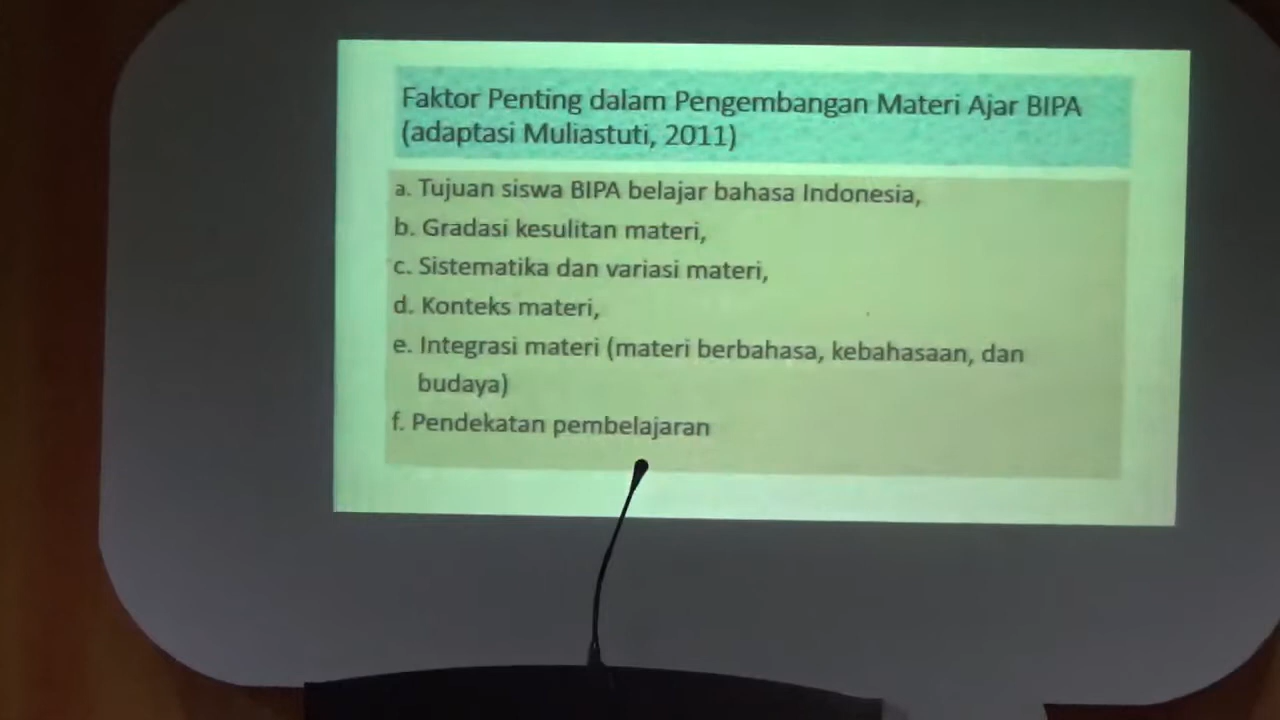 Faktor Penting dalam Pengembangan Materi Ajar BIPA
(adaptasi Muliastuti, 2011)
a. Tujuan siswa BIPA belajar bahasa Indonesia,
b. Gradasi kesulitan materi,
c. Sistematika dan variasi materi,
d. Konteks materi,
e. Integrasi materi (materi berbahasa, kebahasaan, dan
budaya)
f. Pendekatan pembelajaran